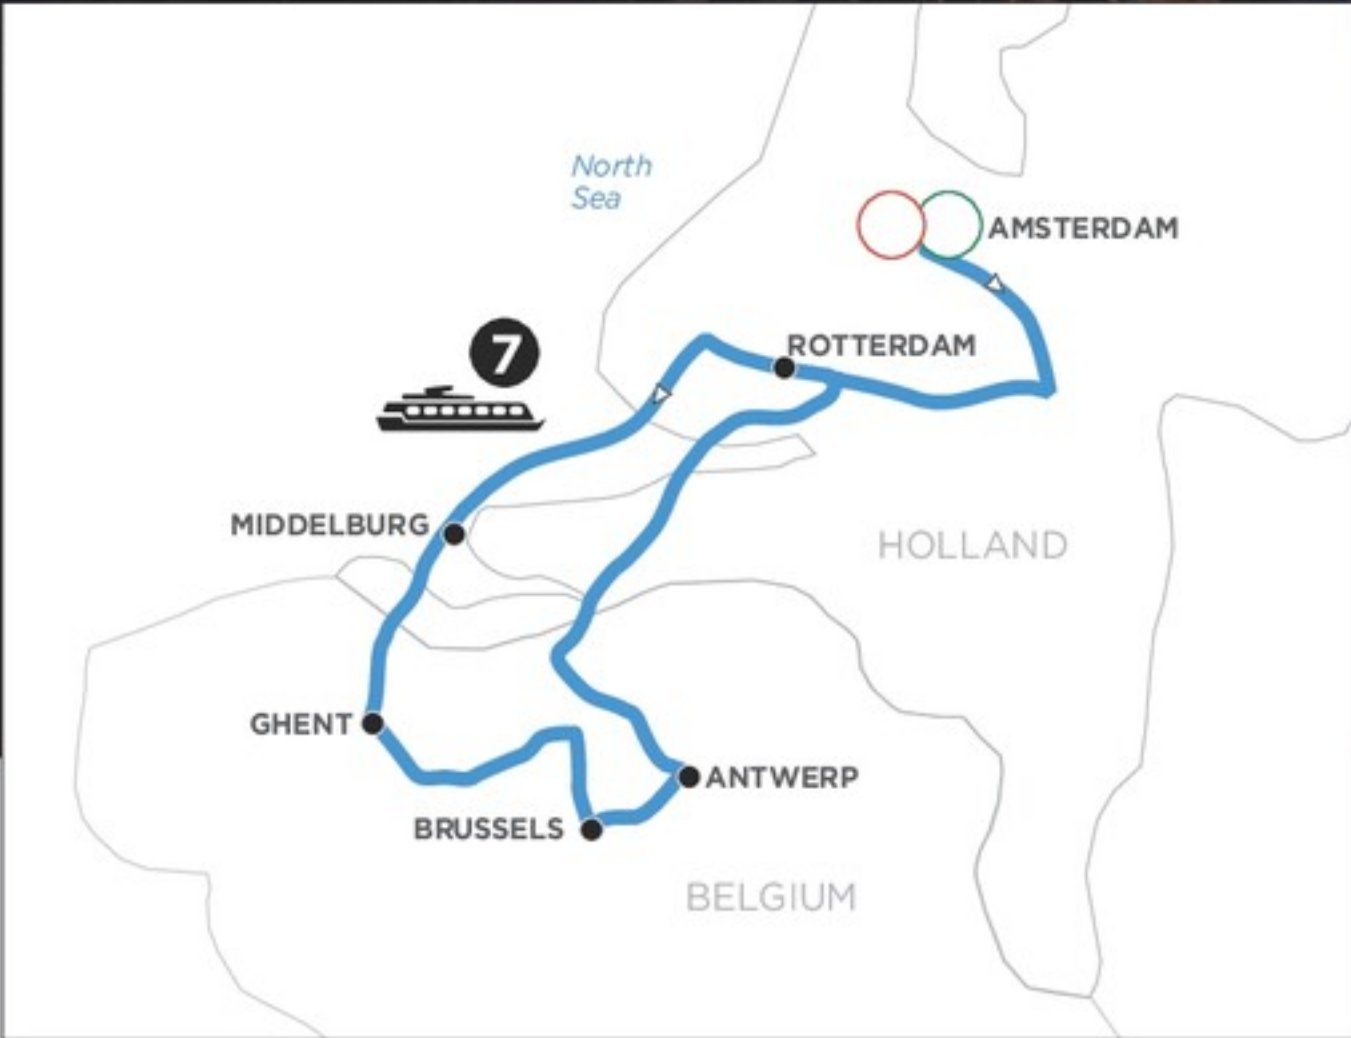 North
Sea
AMSTERDAM
ROTTERDAM
7
MIDDELBURG
HOLLAND
GHENT
ANTWERP
BRUSSELS
BELGIUM